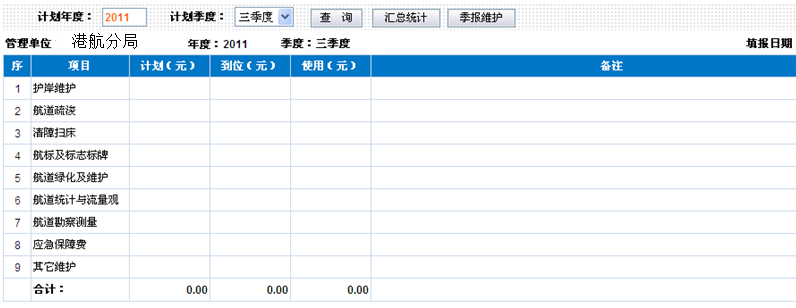 计划年度： 2011 计划季度： 三季度 查 询 汇总统计 季报维护
管理单位 港航分局 年度：2011 季度：三季度 填报日期
序 项目 计划（元） 到位（元） 使用（元） 备注
1 护岸维护
2 航道疏浚
3 清障扫床
4 航标及标志标牌
5 航道绿化及维护
6 航道统计与流量观
7 航道勘察测量
8 应急保障费
9 其它维护
合计： 0.00 0.00 0.00